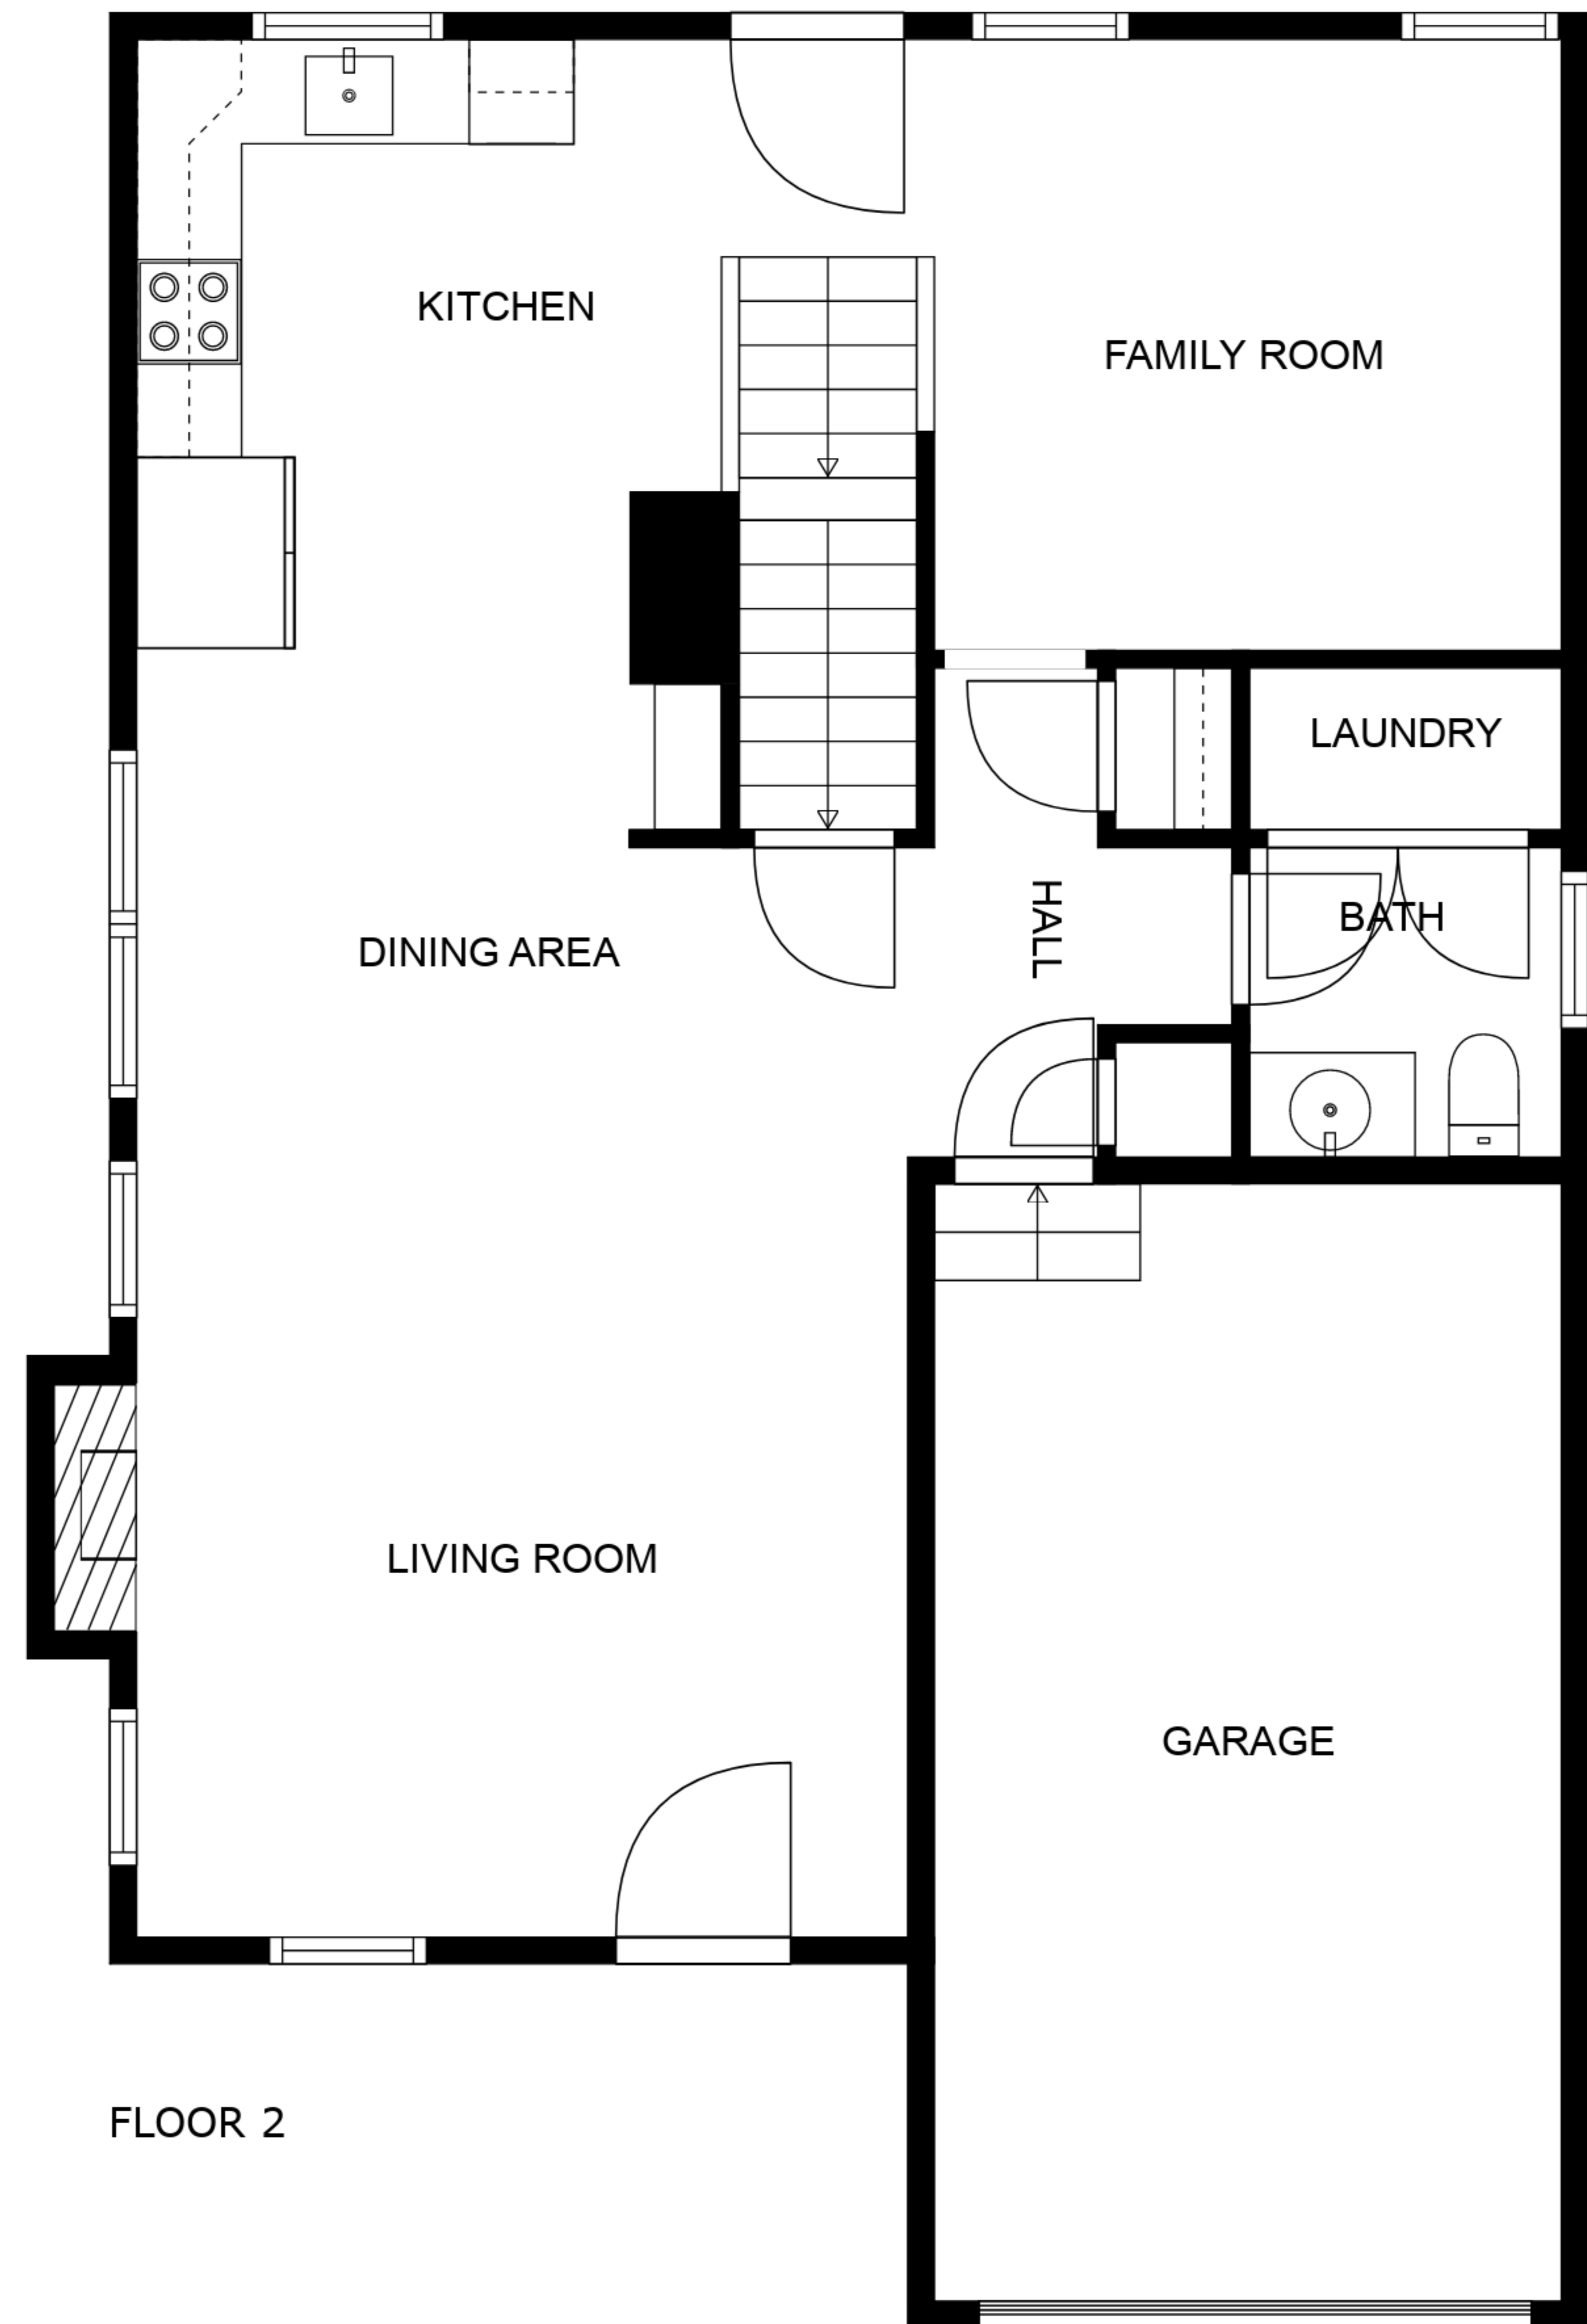 KITCHEN
FAMILY ROOM
LAUNDRY
BATH
HALL
DINING AREA
LIVING ROOM
GARAGE
FLOOR 2